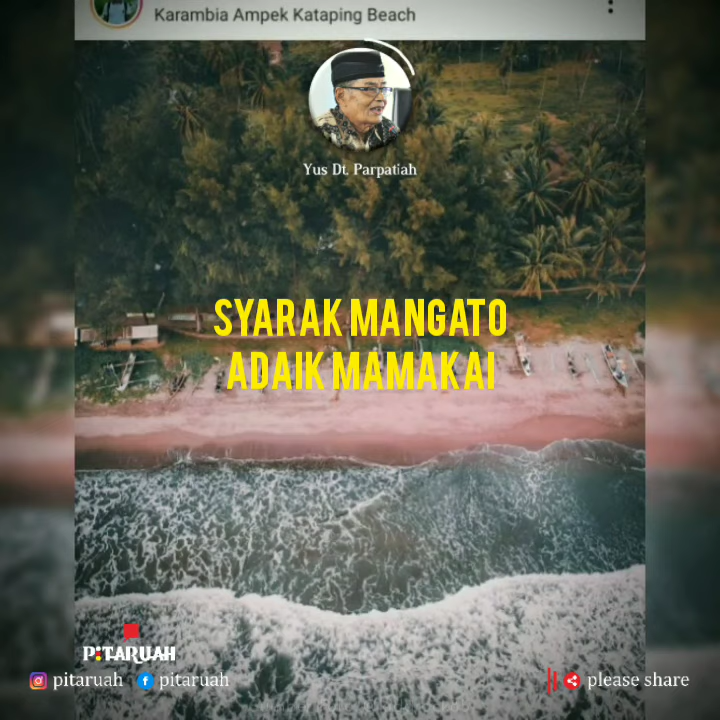 Karambia Ampek Kataping Beach
Yus Dt. Parpatiah
SYARAK MANGATO
ADAIK MAMAKAI
PITARUAH
pitaruah pitaruah
please share